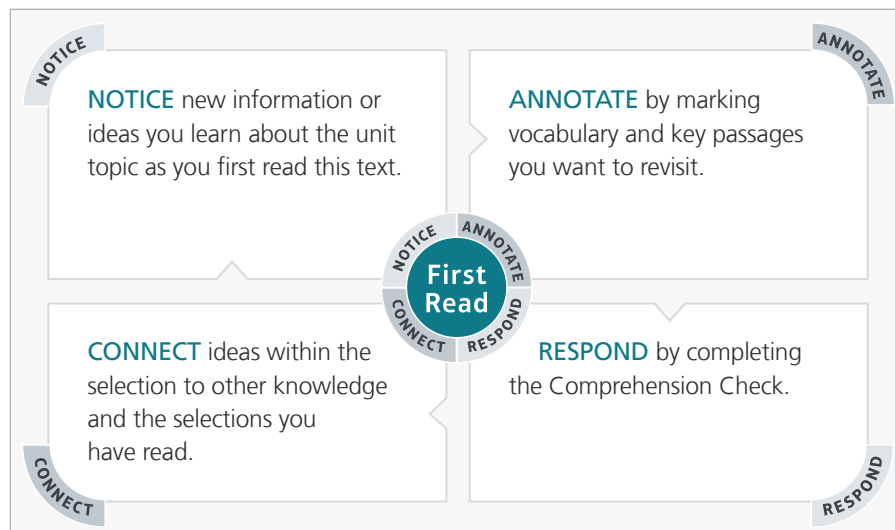 NOTICE
NOTICE new information or
ideas you learn about the unit
topic as you first read this text.
ANNOTATE
ANNOTATE by marking
vocabulary and key passages
you want to revisit.
NOTICE
ANNOTATE
First
Read
CONNECT
RESPOND
CONNECT ideas within the
selection to other knowledge
and the selections you
have read.
CONNECT
RESPOND by completing
the Comprehension Check.
RESPOND